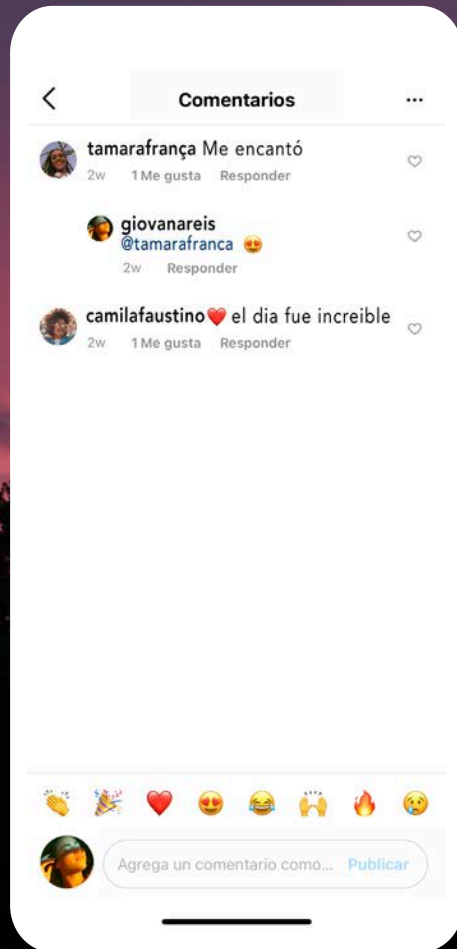 Comentarios
tamarafrança Me encantó
2w 1 Me gusta Responder
giovanareis
@tamarafranca 😍
2w Responder
camilafaustino❤️ el dia fue increible
2w 1 Me gusta Responder
👏 🎉 ❤️ 😍 😂 🙌 🔥 😢
Agrega un comentario como... Publicar